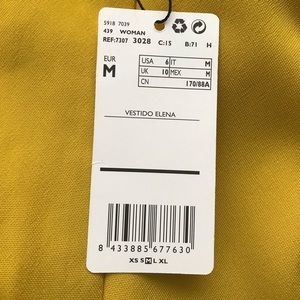 5918 7039
439 WOMAN
REF:7307 3028 C:15 B:71 H
EUR
M
USA 6 IT M
UK 10 MEX M
CN 170/88A
VESTIDO ELENA
8 433885 677630
XS S M L XL